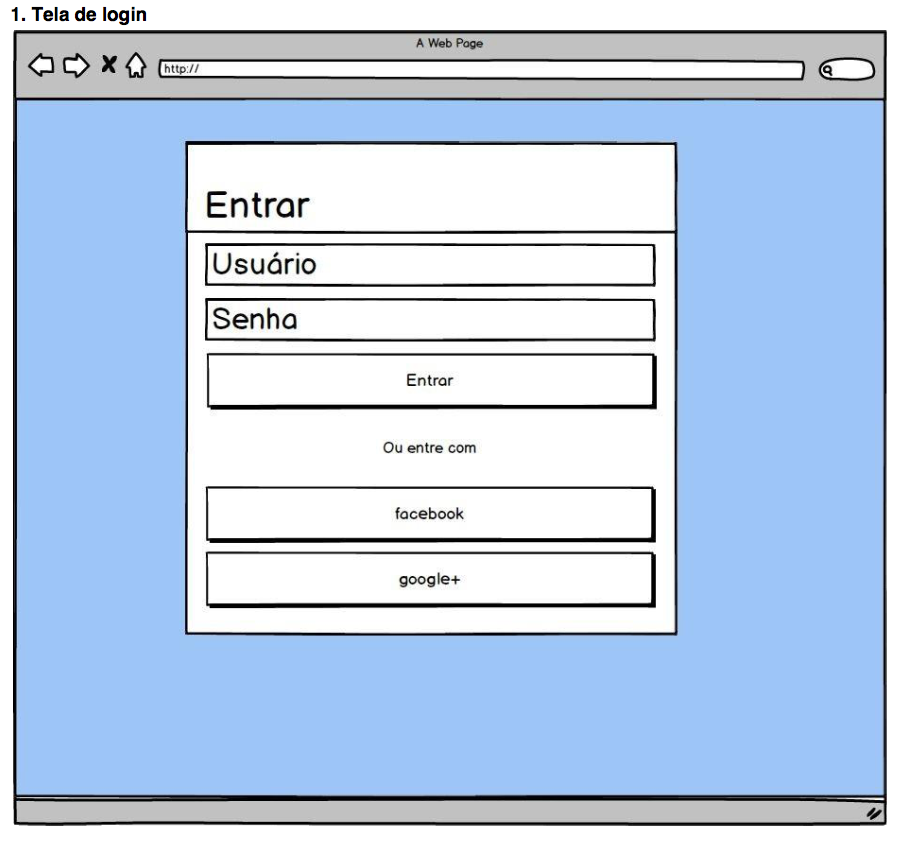 1. Tela de login
A Web Page
http://
Entrar
Usuário
Senha
Entrar
Ou entre com
facebook
google+